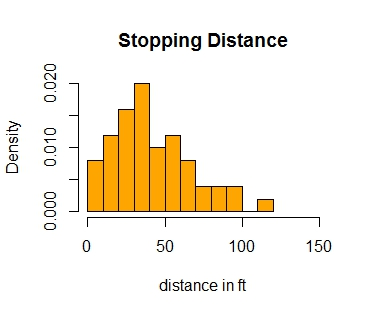 Stopping Distance
0.020
0.010
0.000
Density
0 50 100 150
distance in ft